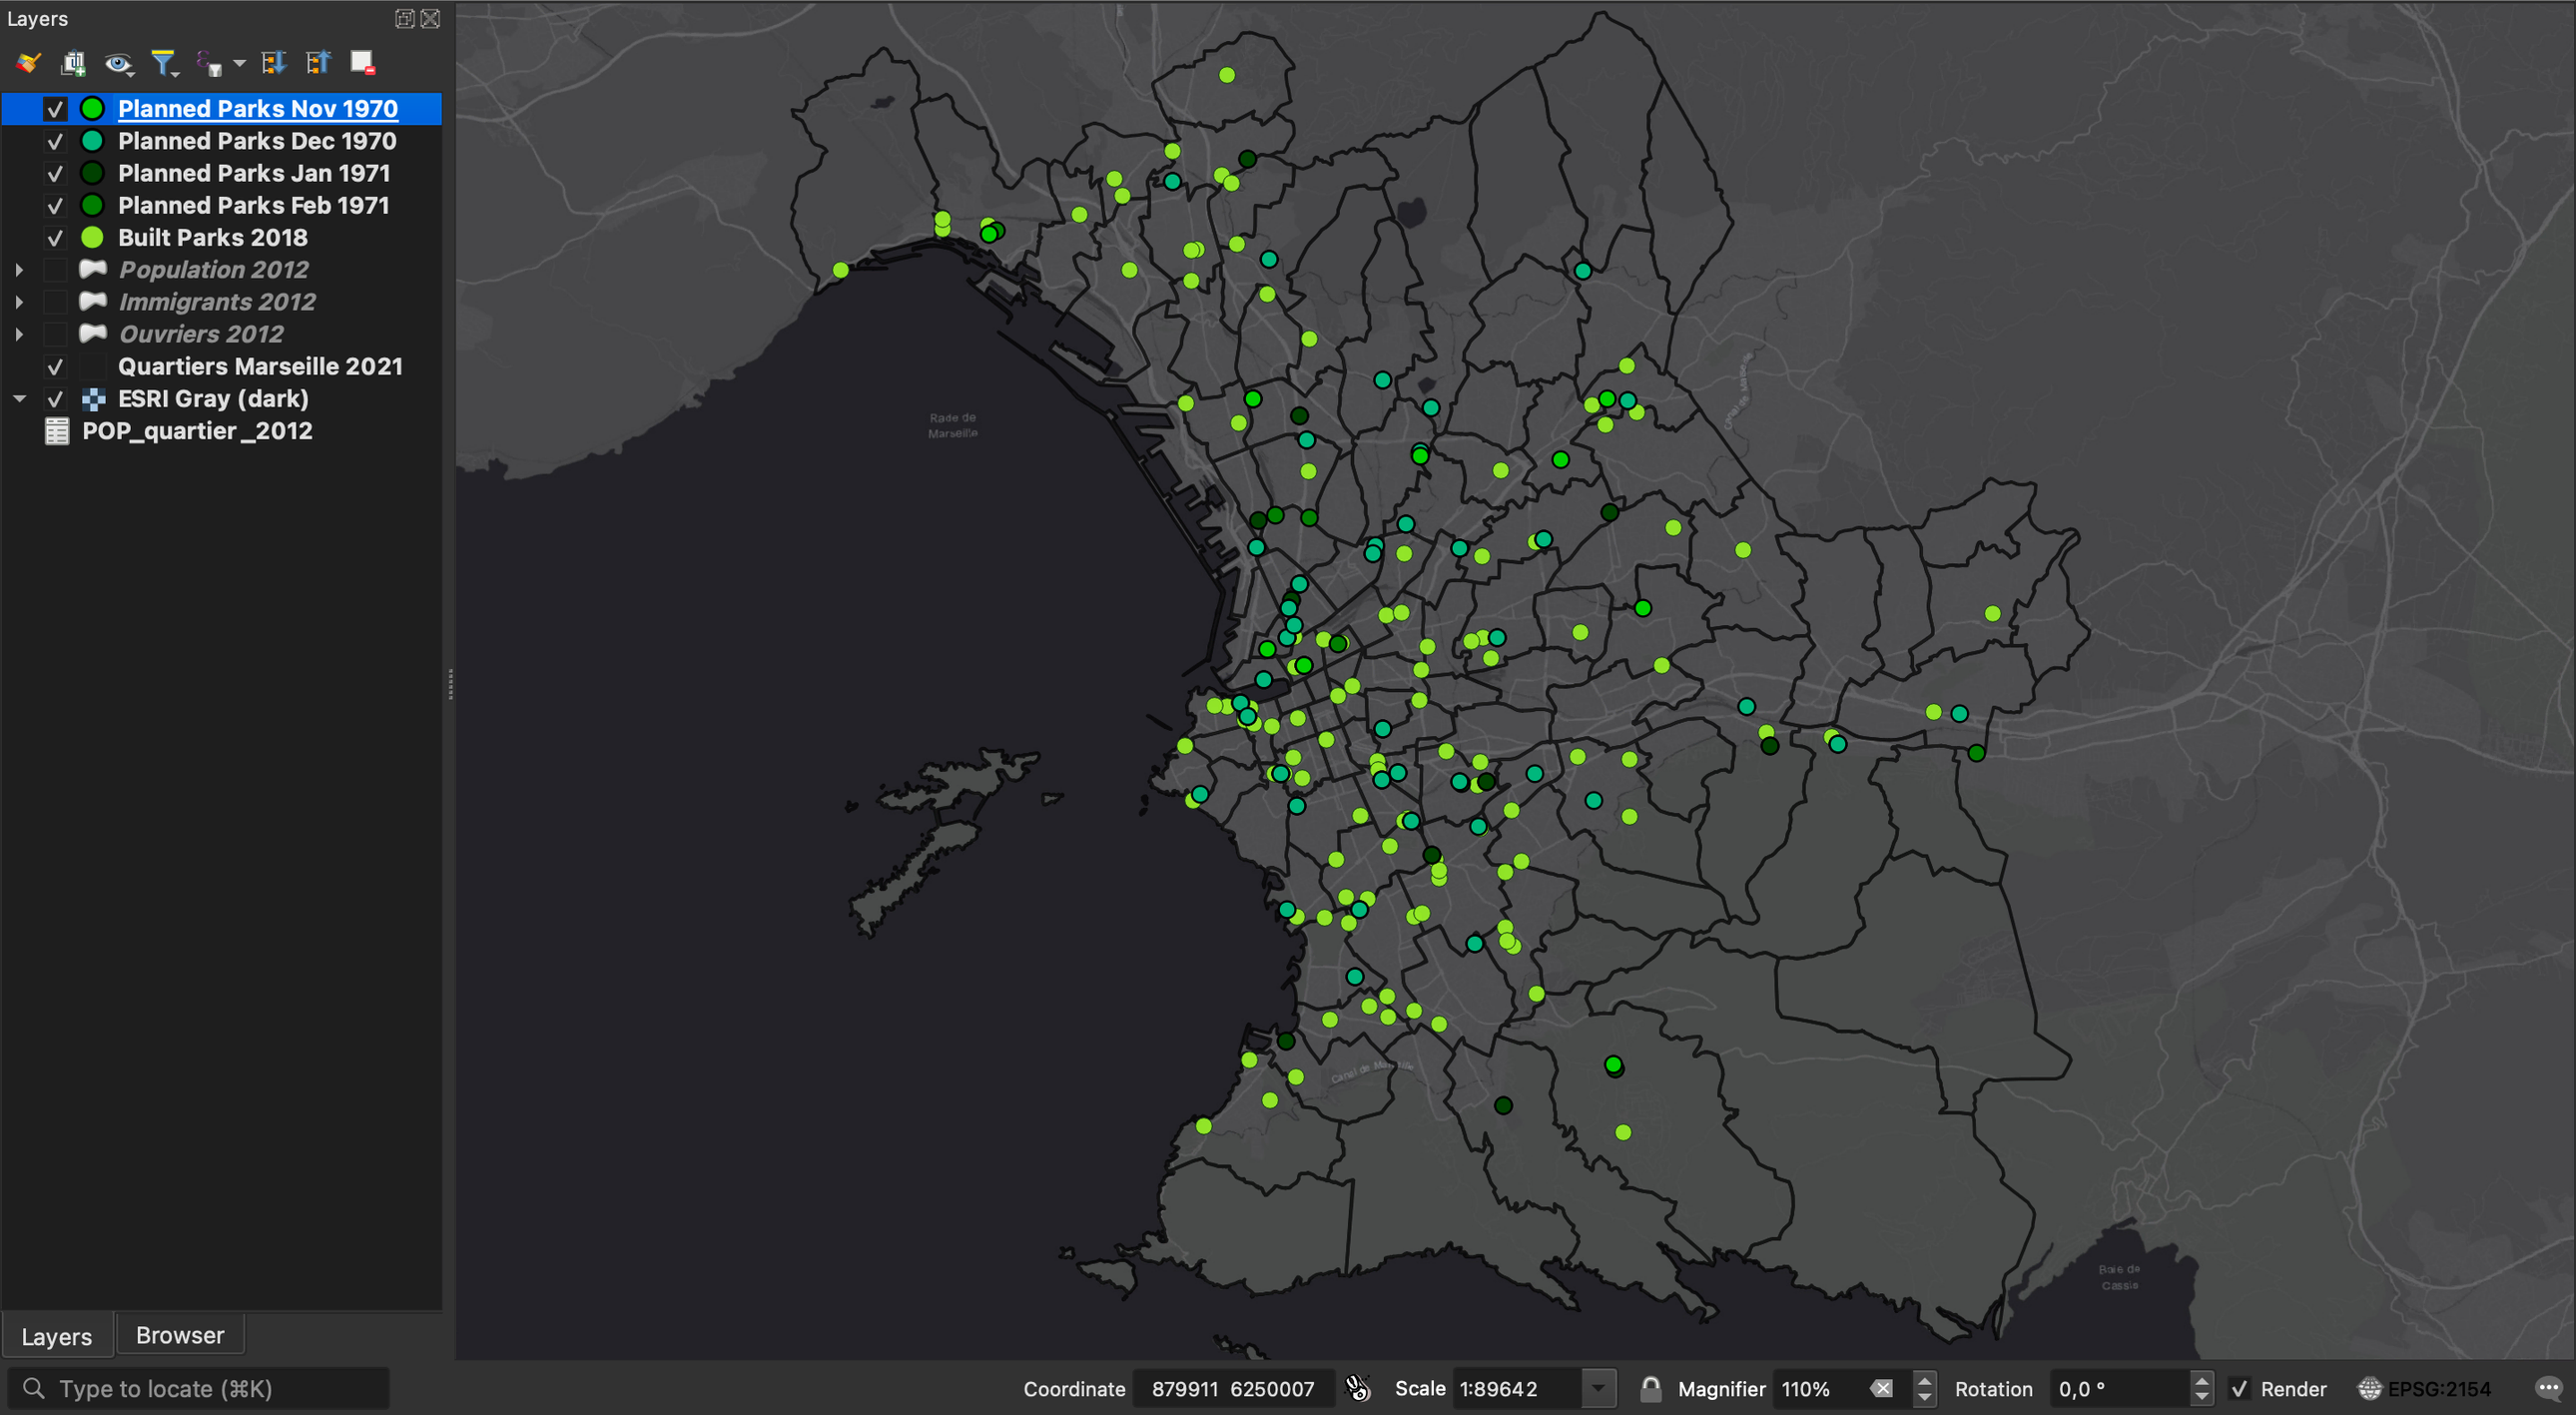 Layers
Planned Parks Nov 1970
Planned Parks Dec 1970
Planned Parks Jan 1971
Planned Parks Feb 1971
Built Parks 2018
Population 2012
Immigrants 2012
Ouvriers 2012
Quartiers Marseille 2021
ESRI Gray (dark)
POP_quartier _2012
Rade de
Marseille
Canal de Marseille
Canal de Marseille
Baie de
Cassis
Layers
Browser
Type to locate (⌘K)
Coordinate 879911 6250007
Scale 1:89642
Magnifier 110%
Rotation 0,0 °
Render
EPSG:2154